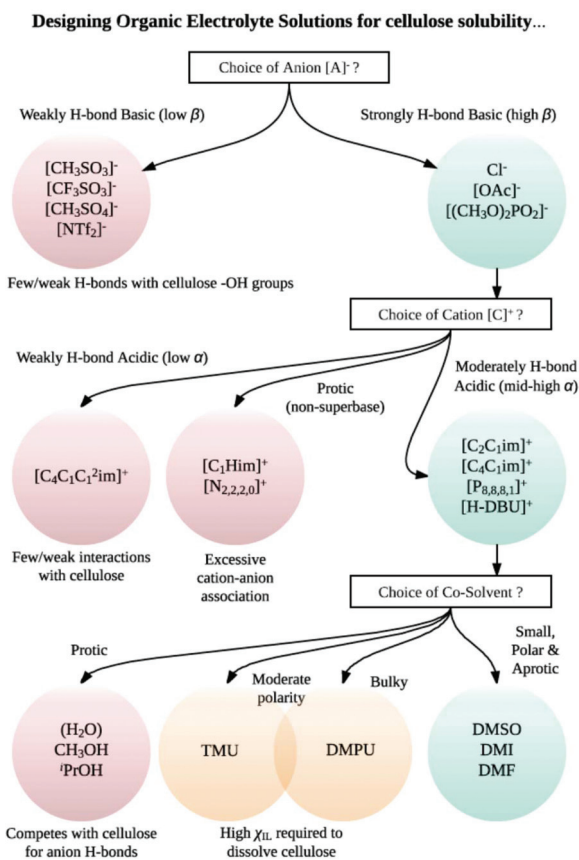 Designing Organic Electrolyte Solutions for cellulose solubility...
Choice of Anion [A]⁻ ?
Weakly H-bond Basic (low β)
Strongly H-bond Basic (high β)
[CH₃SO₃]⁻
[CF₃SO₃]⁻
[CH₃SO₄]⁻
[NTf₂]⁻
Cl⁻
[OAc]⁻
[(CH₃O)₂PO₂]⁻
Few/weak H-bonds with cellulose -OH groups
Choice of Cation [C]⁺ ?
Weakly H-bond Acidic (low α)
Protic
(non-superbase)
Moderately H-bond
Acidic (mid-high α)
[C₄C₁C₁²im]⁺
[C₁Him]⁺
[N₂,₂,₂,₀]⁺
[C₂C₁im]⁺
[C₄C₁im]⁺
[P₈,₈,₈,₁]⁺
[H-DBU]⁺
Few/weak interactions
with cellulose
Excessive
cation-anion
association
Choice of Co-Solvent ?
Protic
Moderate
polarity
Bulky
Small,
Polar &
Aprotic
(H₂O)
CH₃OH
ⁱPrOH
TMU
DMPU
DMSO
DMI
DMF
Competes with cellulose
for anion H-bonds
High χIL required to
dissolve cellulose